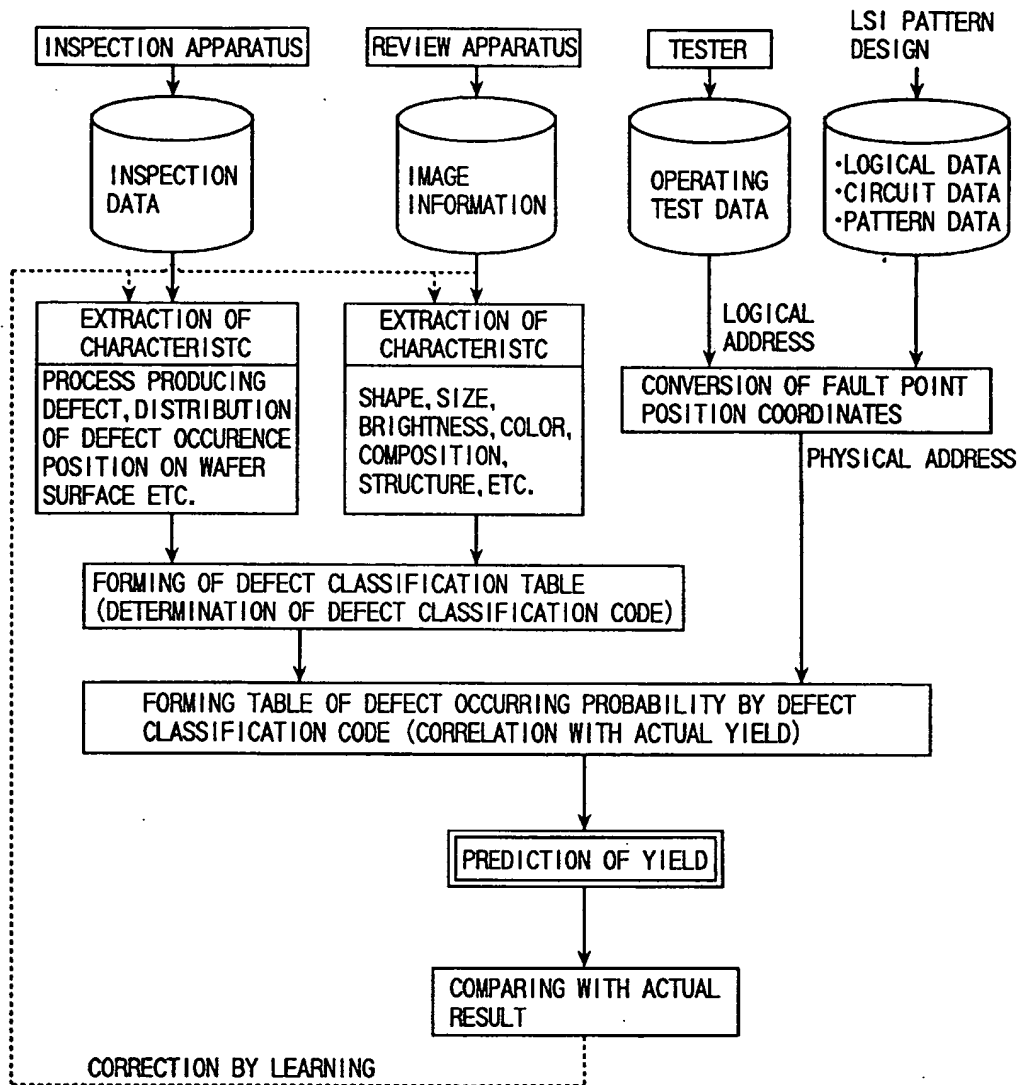 INSPECTION APPARATUS
REVIEW APPARATUS
TESTER
LSI PATTERN
DESIGN
INSPECTION
DATA
IMAGE
INFORMATION
OPERATING
TEST DATA
•LOGICAL DATA
•CIRCUIT DATA
•PATTERN DATA
EXTRACTION OF
CHARACTERISTC
PROCESS PRODUCING
DEFECT, DISTRIBUTION
OF DEFECT OCCURENCE
POSITION ON WAFER
SURFACE ETC.
EXTRACTION OF
CHARACTERISTC
SHAPE, SIZE,
BRIGHTNESS, COLOR,
COMPOSITION,
STRUCTURE, ETC.
LOGICAL
ADDRESS
CONVERSION OF FAULT POINT
POSITION COORDINATES
PHYSICAL ADDRESS
FORMING OF DEFECT CLASSIFICATION TABLE
(DETERMINATION OF DEFECT CLASSIFICATION CODE)
FORMING TABLE OF DEFECT OCCURRING PROBABILITY BY DEFECT
CLASSIFICATION CODE (CORRELATION WITH ACTUAL YIELD)
PREDICTION OF YIELD
COMPARING WITH ACTUAL
RESULT
CORRECTION BY LEARNING